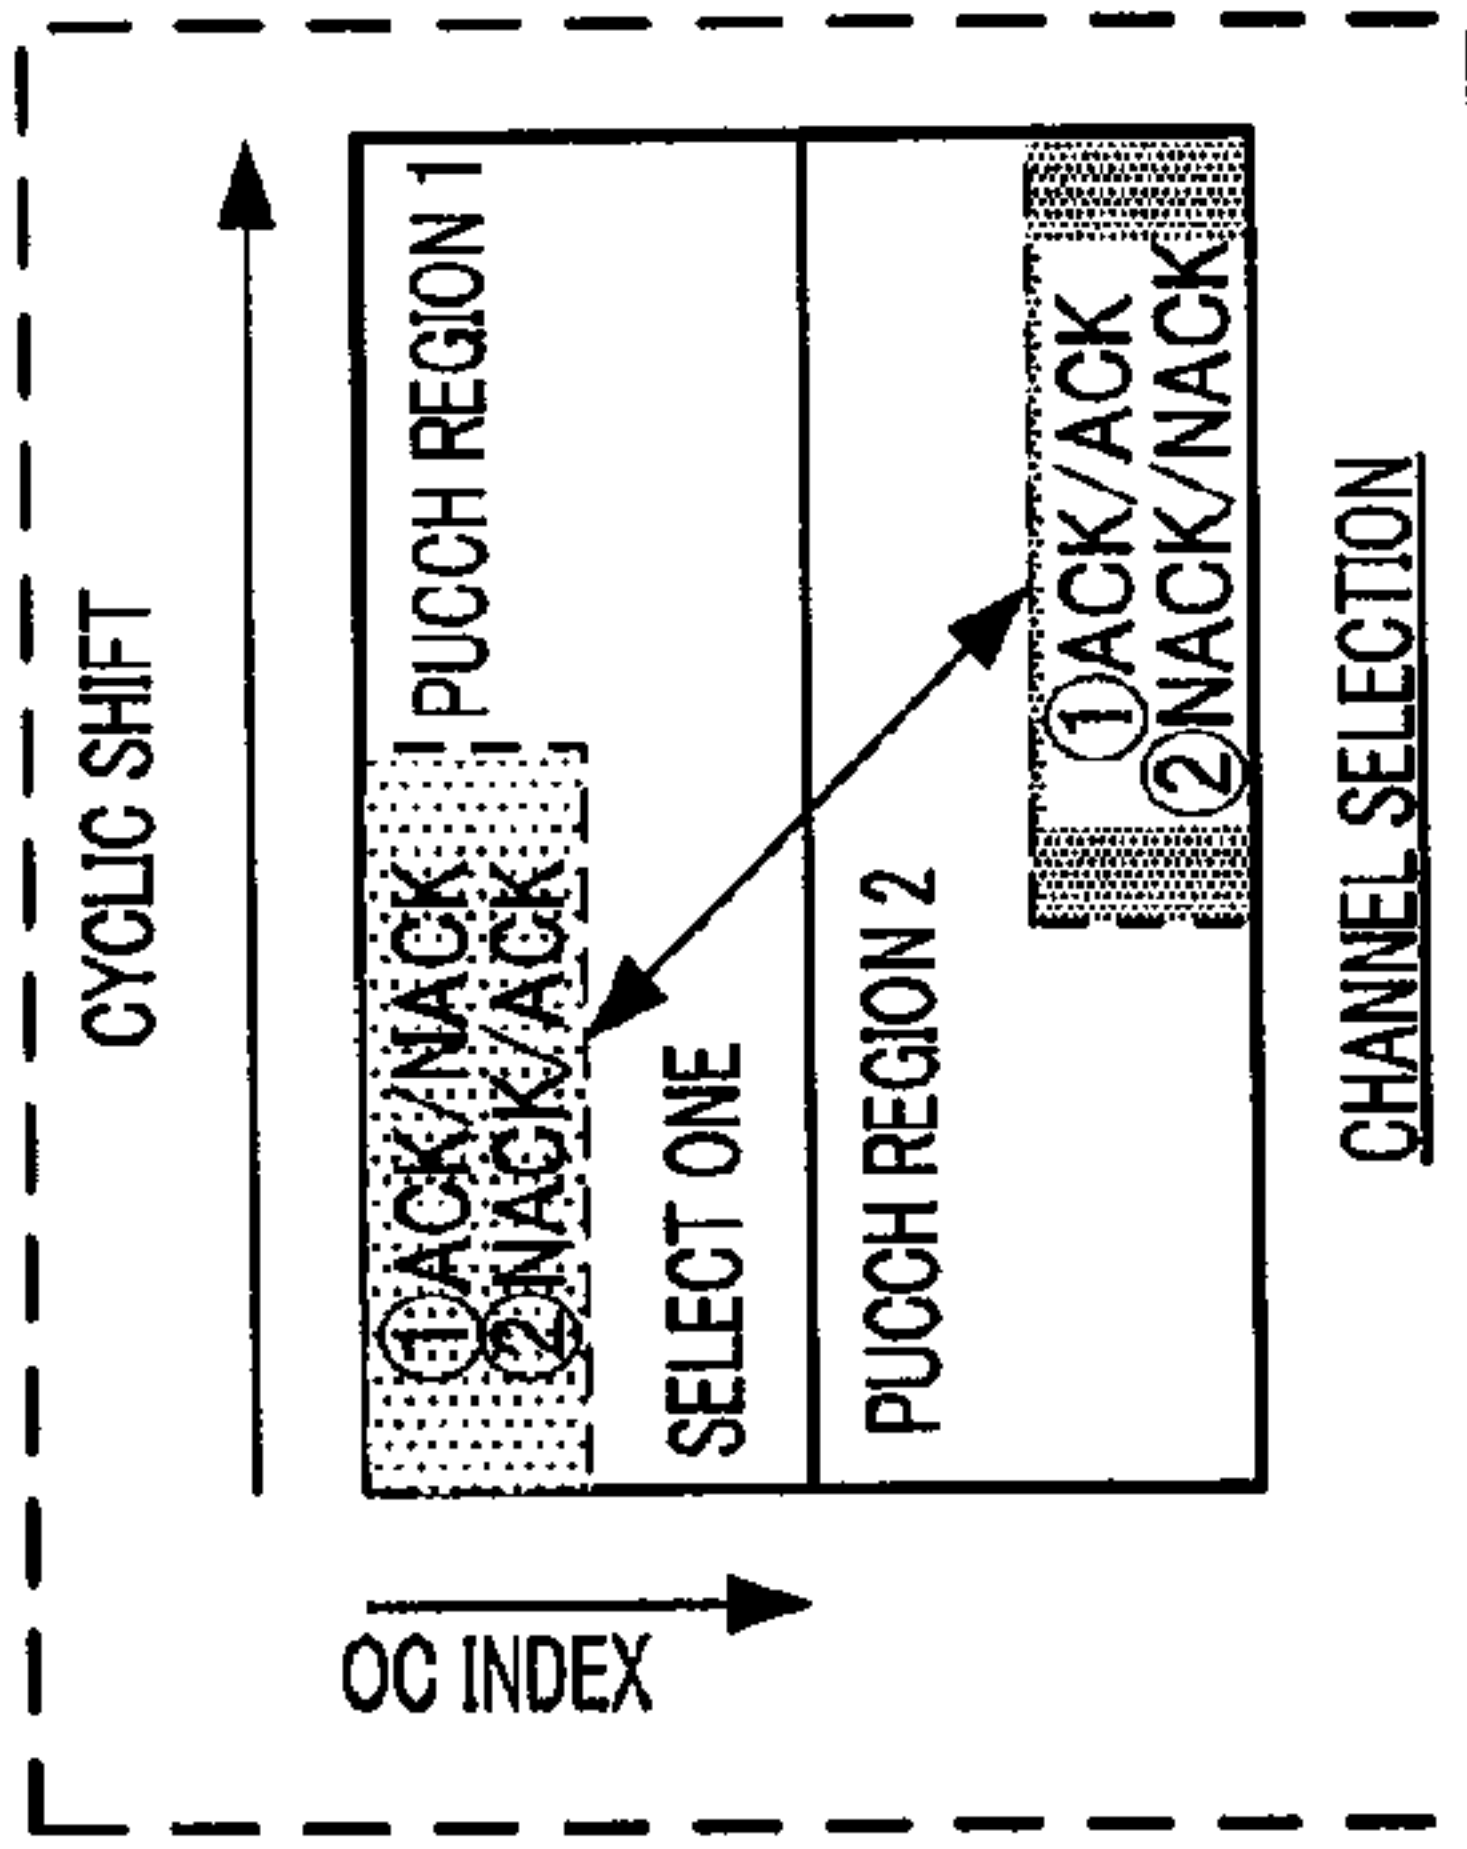 CYCLIC SHIFT
OC INDEX
PUCCH REGION 1
①ACK/NACK
②NACK/ACK
SELECT ONE
PUCCH REGION 2
①ACK/ACK
②NACK/NACK
CHANNEL SELECTION